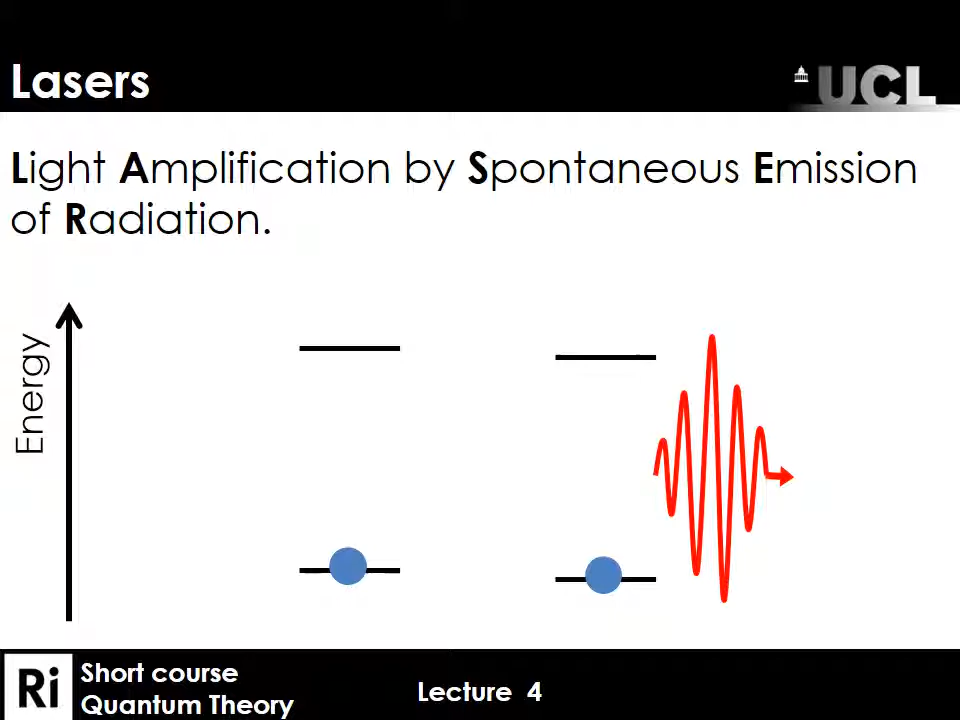 Lasers
UCL
Light Amplification by Spontaneous Emission
of Radiation.
Energy
Ri
Short course
Quantum Theory
Lecture 4